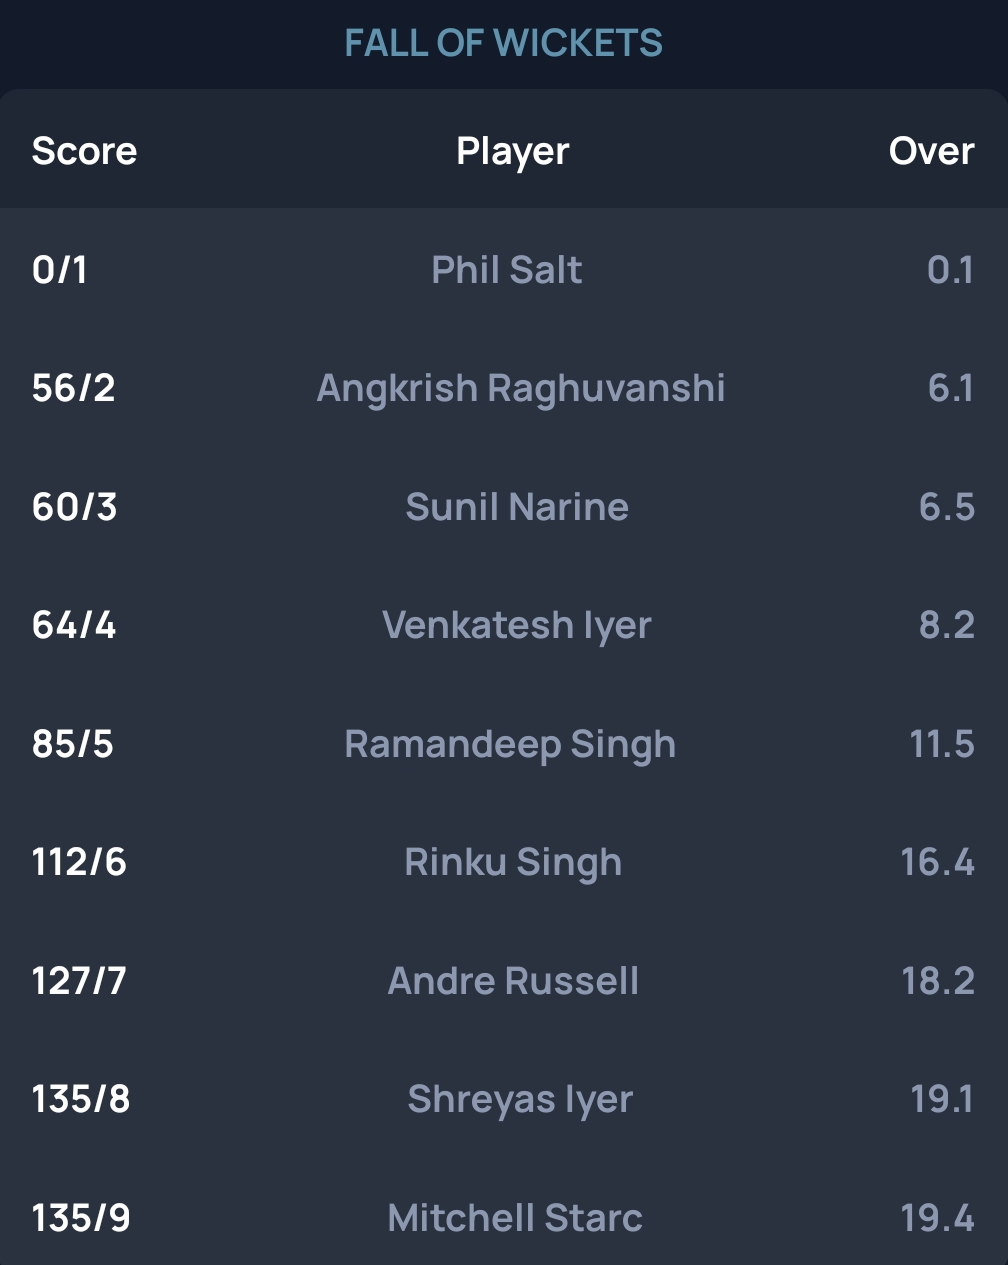 FALL OF WICKETS
Score Player Over
0/1 Phil Salt 0.1
56/2 Angkrish Raghuvanshi 6.1
60/3 Sunil Narine 6.5
64/4 Venkatesh Iyer 8.2
85/5 Ramandeep Singh 11.5
112/6 Rinku Singh 16.4
127/7 Andre Russell 18.2
135/8 Shreyas Iyer 19.1
135/9 Mitchell Starc 19.4